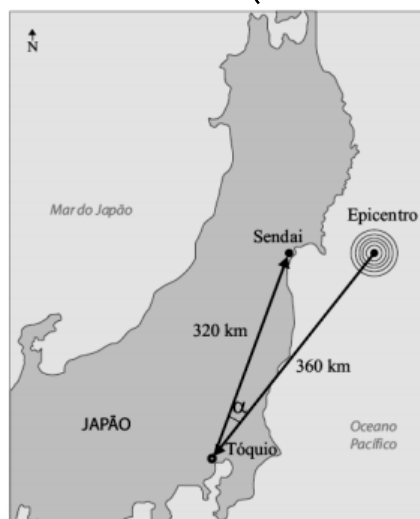 N
Mar do Japão
Epicentro
Sendai
320 km
360 km
α
JAPÃO
Tóquio
Oceano
Pacífico